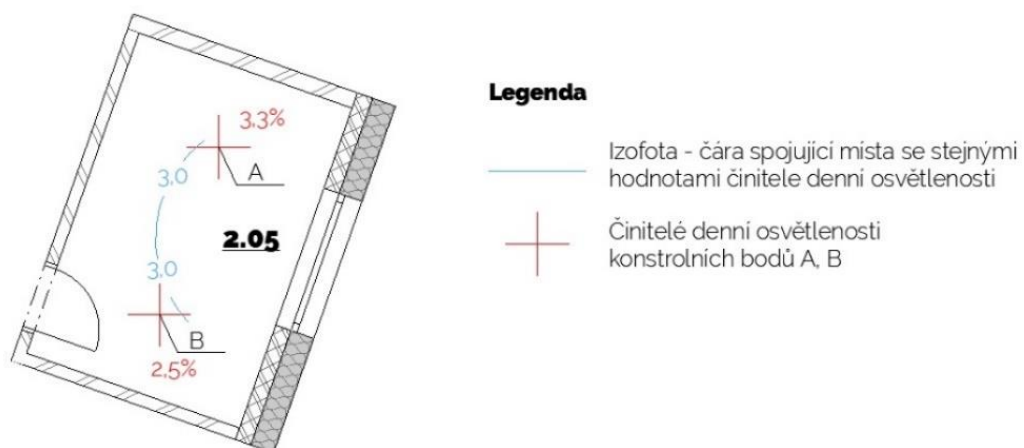 3,3%
A
3,0
2.05
3,0
B
2,5%
Legenda
Izofota - čára spojující místa se stejnými
hodnotami činitele denní osvětlenosti
Činitelé denní osvětlenosti
konstrolních bodů A, B